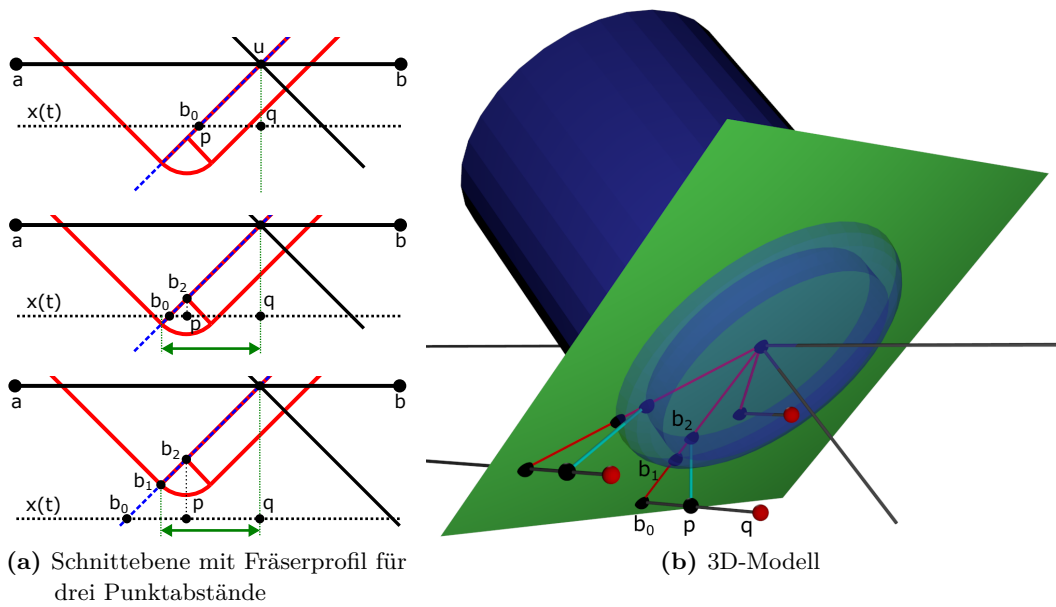 u
a
b
x(t)
b₀
p
q
a
b
b₂
x(t)
b₀
p
q
a
b
b₂
b₁
x(t)
b₀
p
q
(a) Schnittebene mit Fräserprofil für
drei Punktabstände
b₂
b₁
b₀
p
q
(b) 3D-Modell